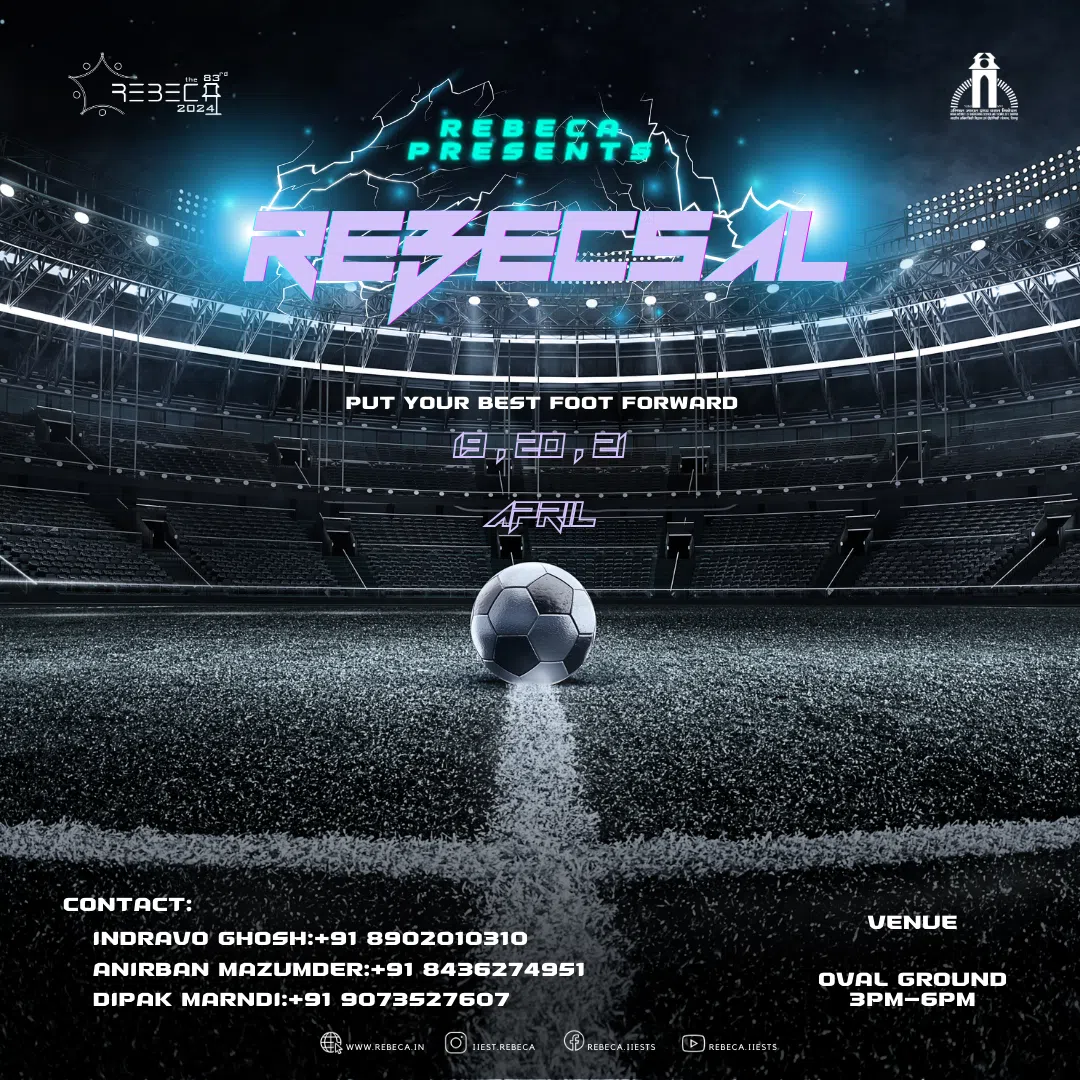 the 83rd
REBECA
2024
REBECA
PRESENTS
REBECSAL
PUT YOUR BEST FOOT FORWARD
19, 20, 21
APRIL
CONTACT:
INDRAVO GHOSH:+91 8902010310
ANIRBAN MAZUMDER:+91 8436274951
DIPAK MARNDI:+91 9073527607
VENUE
OVAL GROUND
3PM-6PM
WWW.REBECA.IN
IIEST.REBECA
REBECA.IIESTS
REBECA.IIESTS